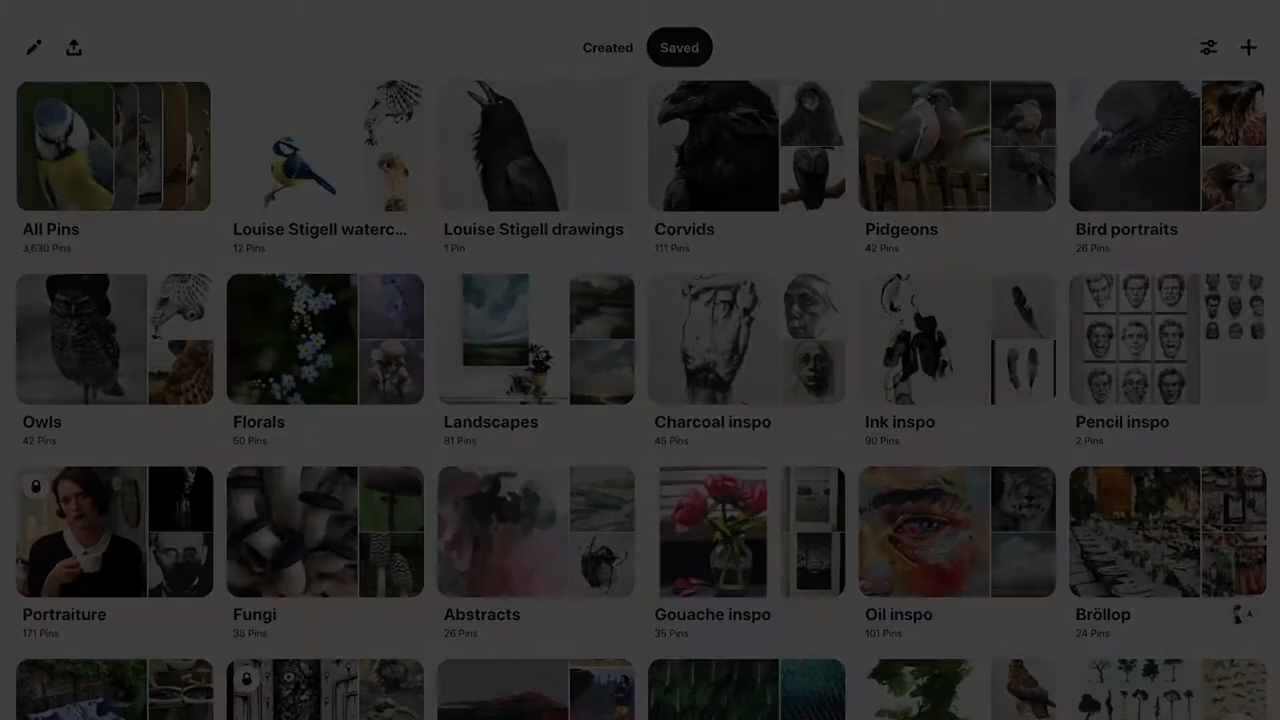 Created
Saved
All Pins
3,630 Pins
Louise Stigell waterc...
12 Pins
Louise Stigell drawings
1 Pin
Corvids
111 Pins
Pidgeons
42 Pins
Bird portraits
26 Pins
Owls
42 Pins
Florals
50 Pins
Landscapes
81 Pins
Charcoal inspo
45 Pins
Ink inspo
90 Pins
Pencil inspo
2 Pins
Portraiture
171 Pins
Fungi
38 Pins
Abstracts
26 Pins
Gouache inspo
35 Pins
Oil inspo
101 Pins
Bröllop
24 Pins
A